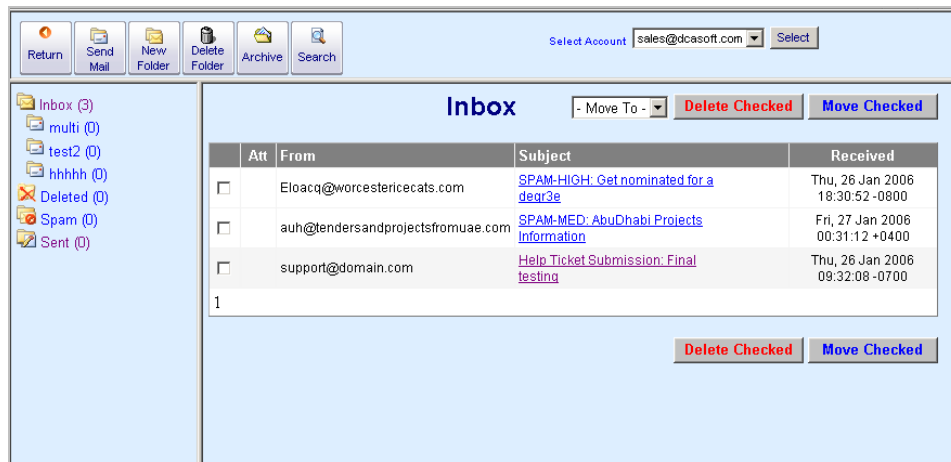 Return
Send Mail
New Folder
Delete Folder
Archive
Search
Select Account sales@dcasoft.com Select
Inbox (3)
multi (0)
test2 (0)
hhhhh (0)
Deleted (0)
Spam (0)
Sent (0)
Inbox - Move To - Delete Checked Move Checked
Att From Subject Received
Eloacq@worcestericecats.com SPAM-HIGH: Get nominated for a Thu, 26 Jan 2006
deqr3e 18:30:52 -0800
auh@tendersandprojectsfromuae.com SPAM-MED: AbuDhabi Projects Fri, 27 Jan 2006
Information 00:31:12 +0400
support@domain.com Help Ticket Submission: Final Thu, 26 Jan 2006
testing 09:32:08 -0700
1
Delete Checked Move Checked